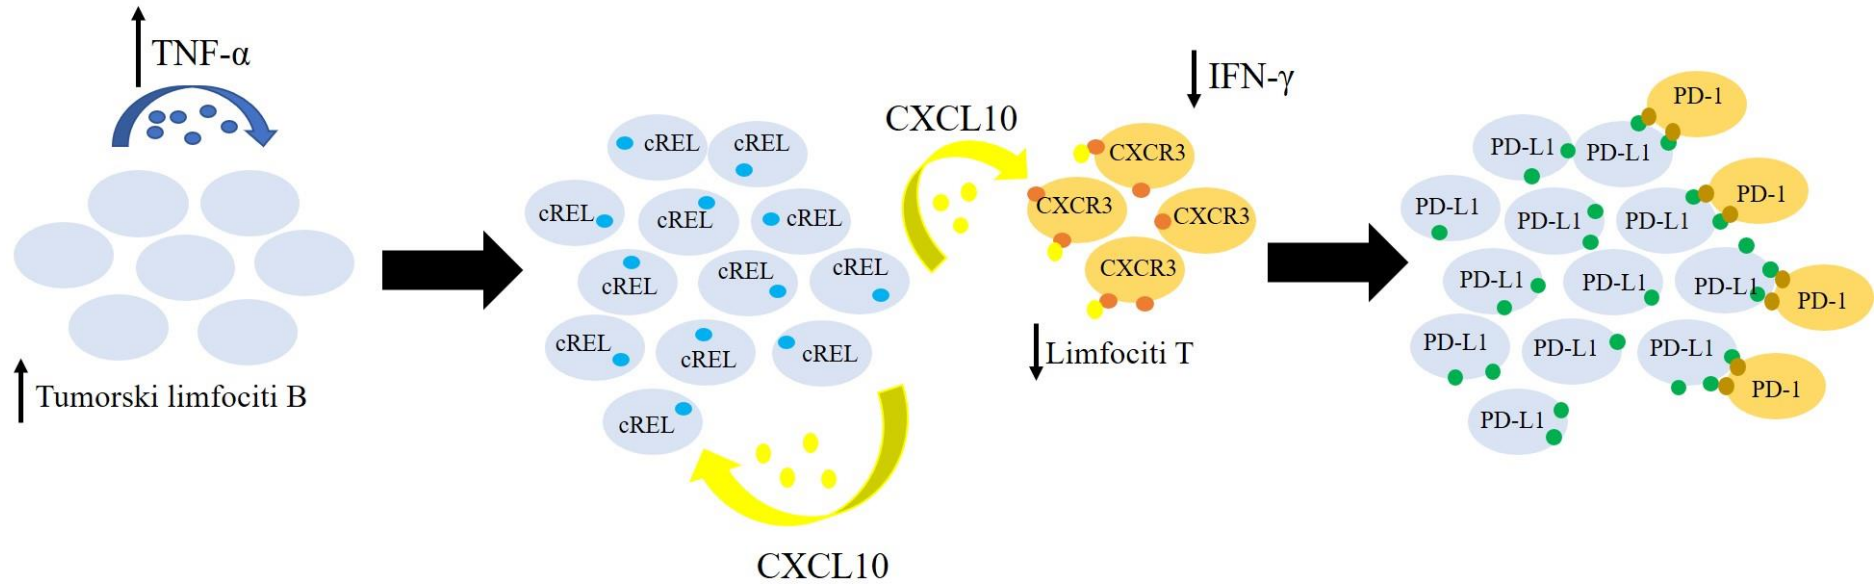 TNF-α
Tumorski limfociti B
cREL
cREL
cREL
cREL
cREL
cREL
cREL
cREL
cREL
cREL
cREL
cREL
CXCL10
CXCL10
IFN-γ
CXCR3
CXCR3
CXCR3
CXCR3
Limfociti T
PD-1
PD-L1
PD-L1
PD-1
PD-L1
PD-L1
PD-L1
PD-L1
PD-L1
PD-L1
PD-1
PD-L1
PD-L1
PD-L1
PD-1
PD-L1